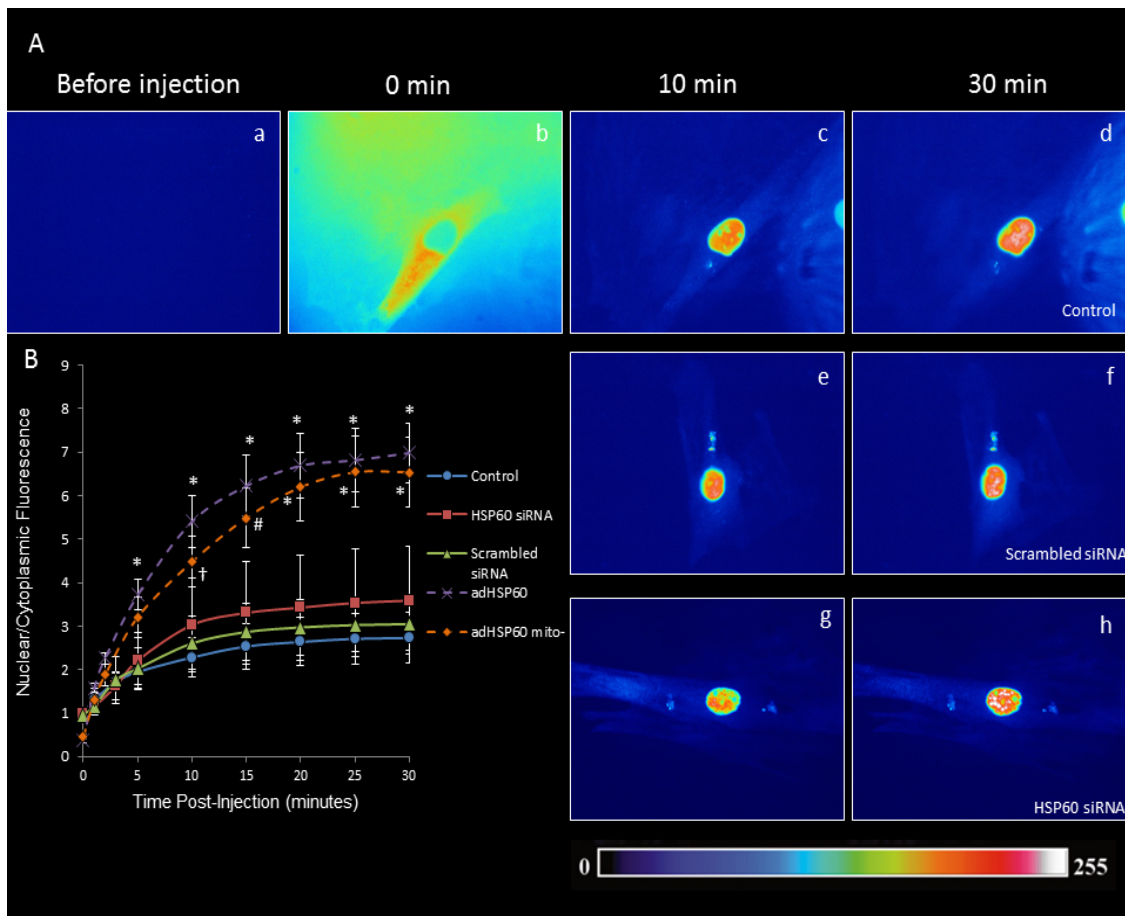 A
Before injection
0 min
10 min
30 min
a
b
c
d
Control
B
9
8
7
6
5
4
3
2
1
0
Nuclear/Cytoplasmic Fluorescence
* * * * * *
* * *
#
†
0 5 10 15 20 25 30
Time Post-Injection (minutes)
Control
HSP60 siRNA
Scrambled
siRNA
adHSP60
adHSP60 mito-
e
f
Scrambled siRNA
g
h
HSP60 siRNA
0
255